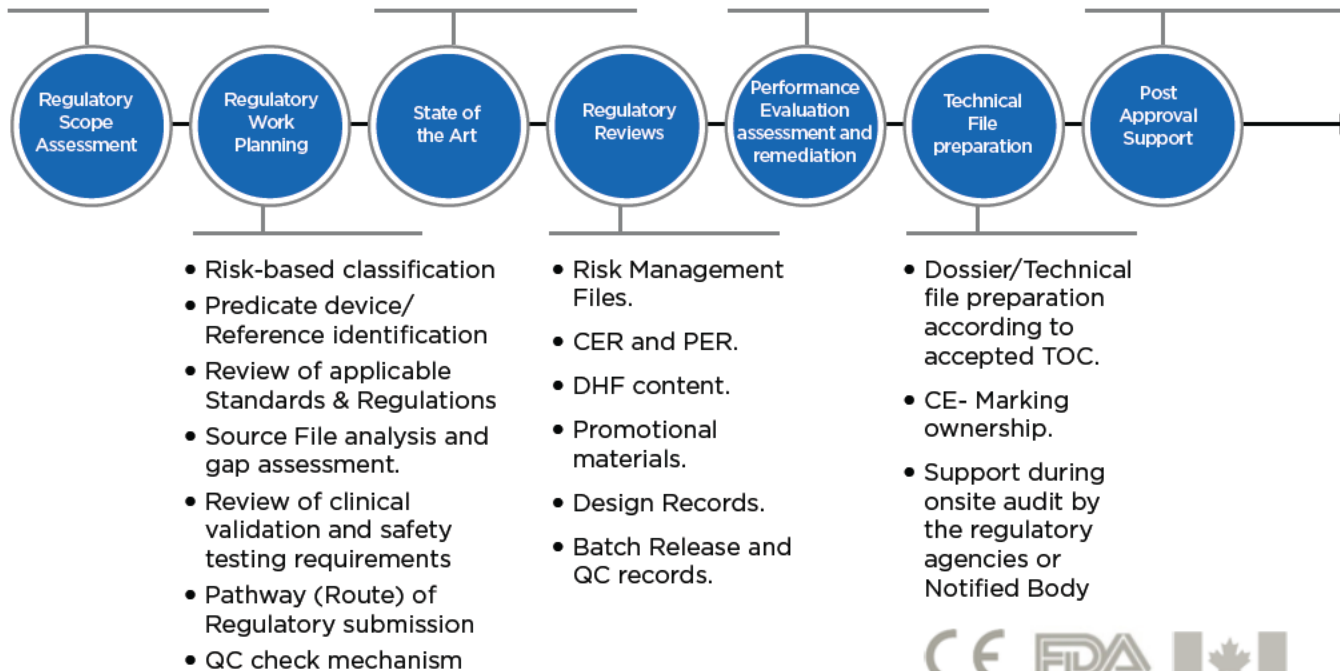 Regulatory
Scope
Assessment
Regulatory
Work
Planning
State of
the Art
Regulatory
Reviews
Performance
Evaluation
assessment and
remediation
Technical
File
preparation
Post
Approval
Support
• Risk-based classification
• Predicate device/
Reference identification
• Review of applicable
Standards & Regulations
• Source File analysis and
gap assessment.
• Review of clinical
validation and safety
testing requirements
• Pathway (Route) of
Regulatory submission
• QC check mechanism
• Risk Management
Files.
• CER and PER.
• DHF content.
• Promotional
materials.
• Design Records.
• Batch Release and
QC records.
• Dossier/Technical
file preparation
according to
accepted TOC.
• CE- Marking
ownership.
• Support during
onsite audit by
the regulatory
agencies or
Notified Body
CE FDA